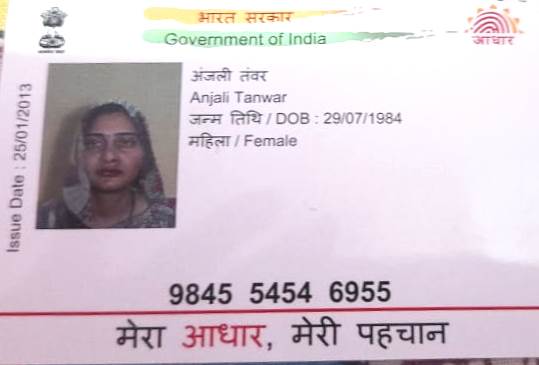 भारत सरकार
Government of India
आधार
Issue Date : 25/01/2013
अंजली तंवर
Anjali Tanwar
जन्म तिथि / DOB : 29/07/1984
महिला / Female
9845 5454 6955
मेरा आधार, मेरी पहचान